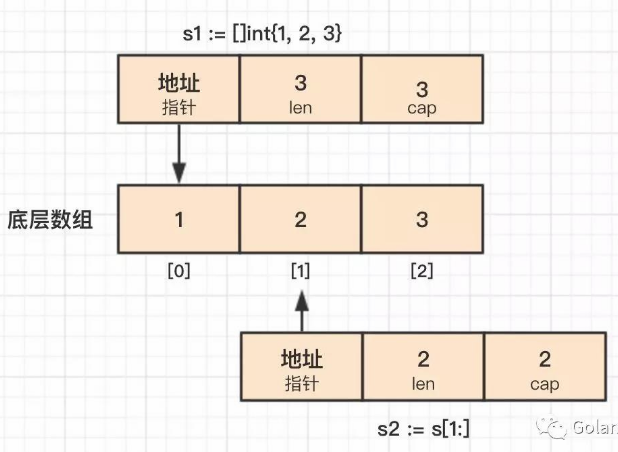 s1 := []int{1, 2, 3}
地址 3 3
指针 len cap
底层数组 1 2 3
[0] [1] [2]
地址 2 2
指针 len cap
s2 := s[1:]